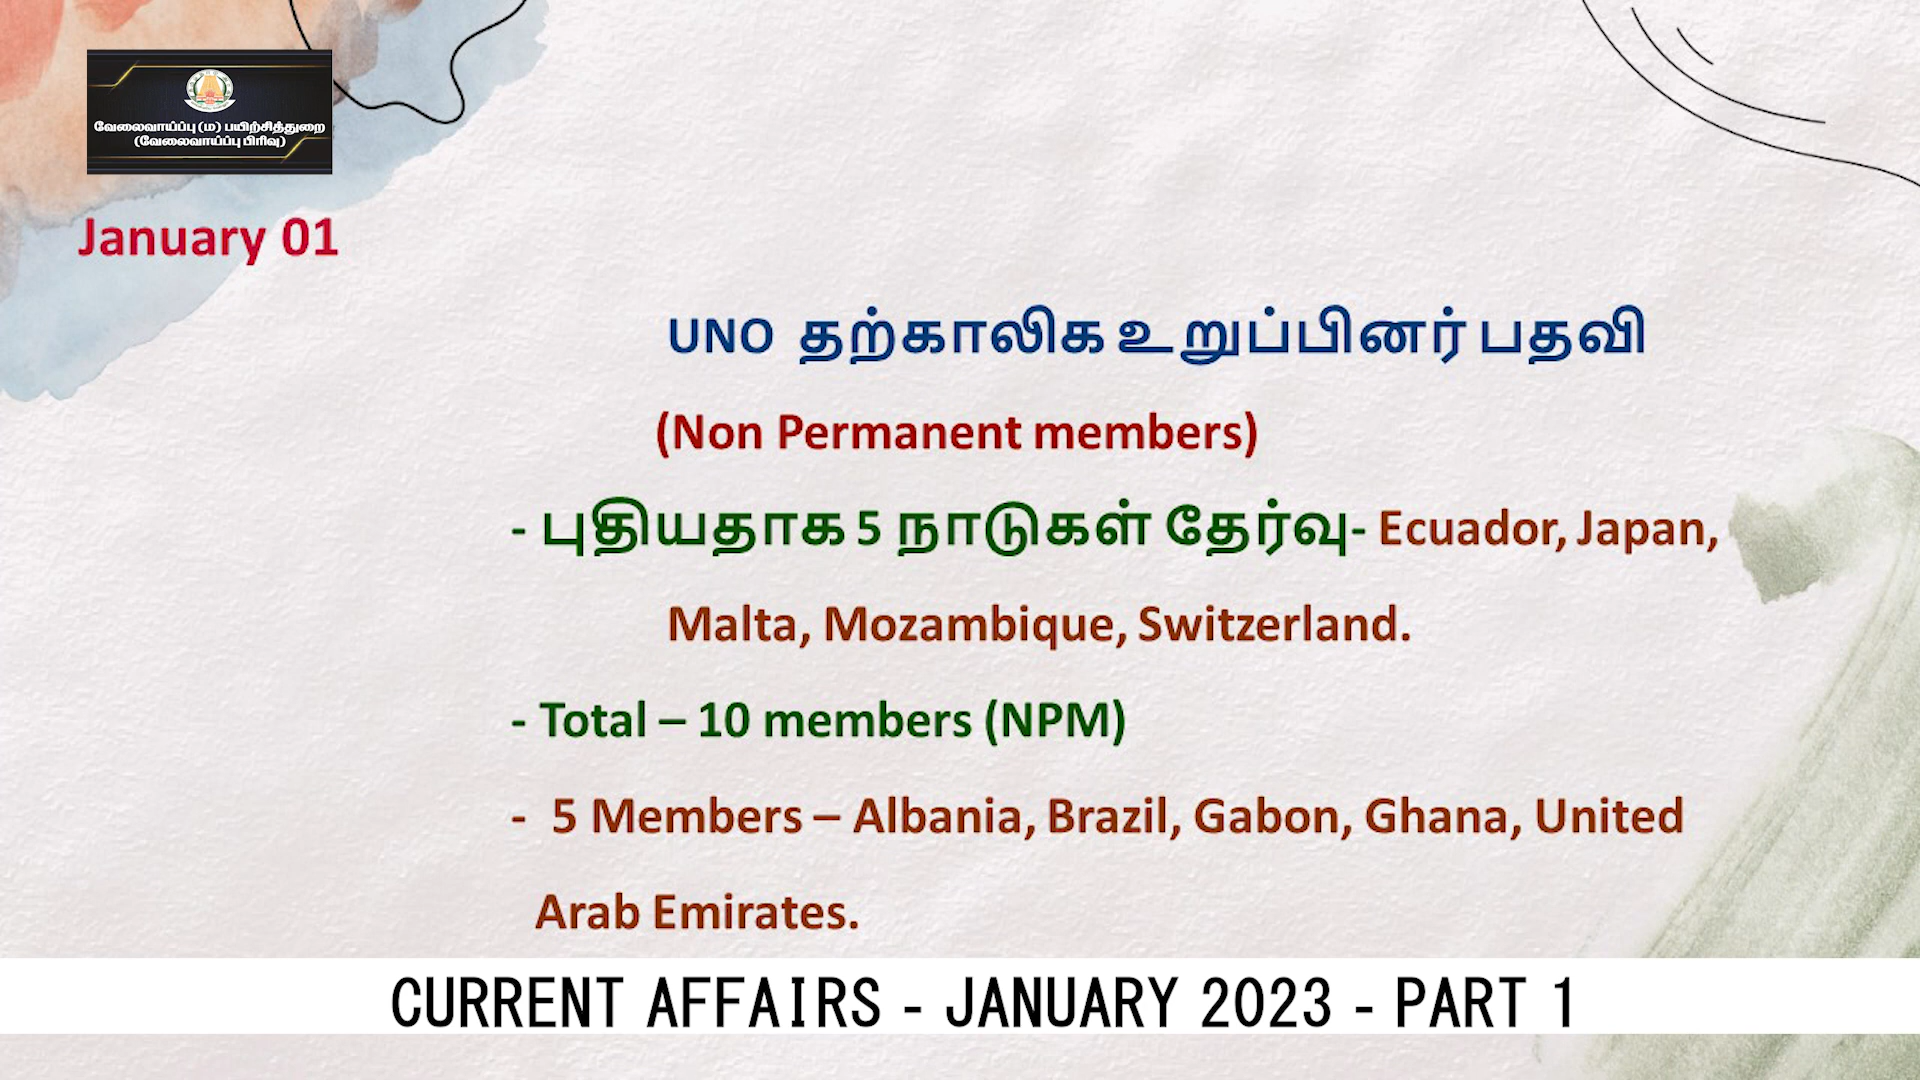 வேலைவாய்ப்பு (ம) பயிற்சித்துறை
(வேலைவாய்ப்பு பிரிவு)
January 01
UNO தற்காலிக உறுப்பினர் பதவி
(Non Permanent members)
- புதியதாக 5 நாடுகள் தேர்வு- Ecuador, Japan,
Malta, Mozambique, Switzerland.
- Total – 10 members (NPM)
- 5 Members – Albania, Brazil, Gabon, Ghana, United
Arab Emirates.
CURRENT AFFAIRS - JANUARY 2023 - PART 1